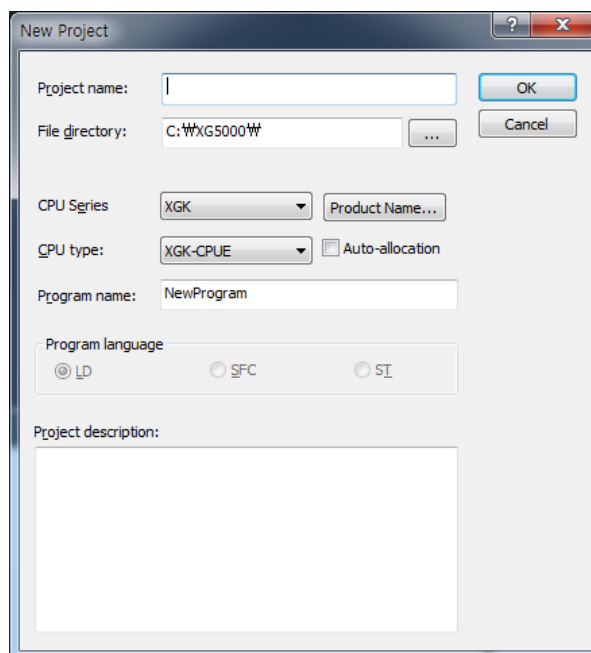 New Project
?
X
Project name:
OK
File directory:
C:₩XG5000₩
...
Cancel
CPU Series
XGK
Product Name...
CPU type:
XGK-CPUE
Auto-allocation
Program name:
NewProgram
Program language
LD
SFC
ST
Project description: